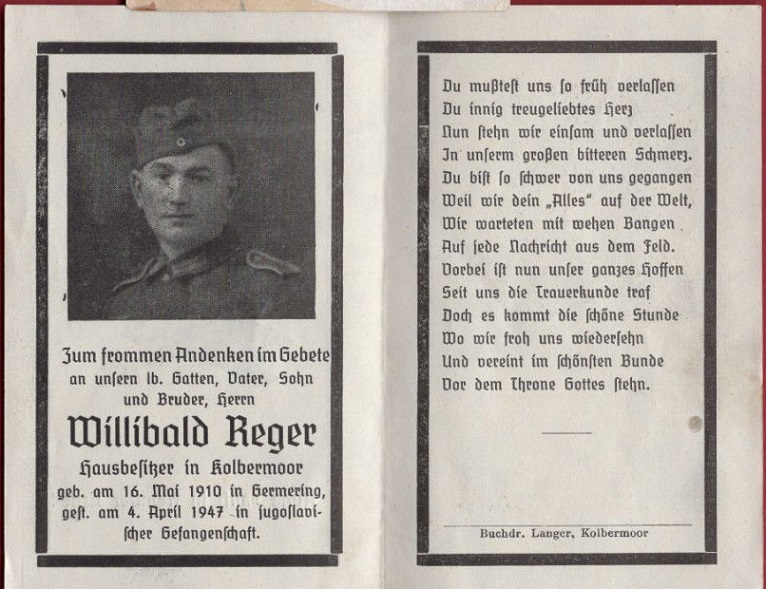 Zum frommen Andenken im Gebete
an unsern lb. Gatten, Vater, Sohn
und Bruder, Herrn
Willibald Reger
Hausbesitzer in Kolbermoor
geb. am 16. Mai 1910 in Germering,
gest. am 4. April 1947 in jugoslavi-
scher Gefangenschaft.
Du mußtest uns so früh verlassen
Du innig treugeliebtes Herz
Nun stehn wir einsam und verlassen
In unserm großen bitteren Schmerz.
Du bist so schwer von uns gegangen
Weil wir dein „Alles“ auf der Welt,
Wir warteten mit wehen Bangen
Auf jede Nachricht aus dem Feld.
Vorbei ist nun unser ganzes Hoffen
Seit uns die Trauerkunde traf
Doch es kommt die schöne Stunde
Wo wir froh uns wiedersehn
Und vereint im schönsten Bunde
Vor dem Throne Gottes stehn.
Buchdr. Langer, Kolbermoor